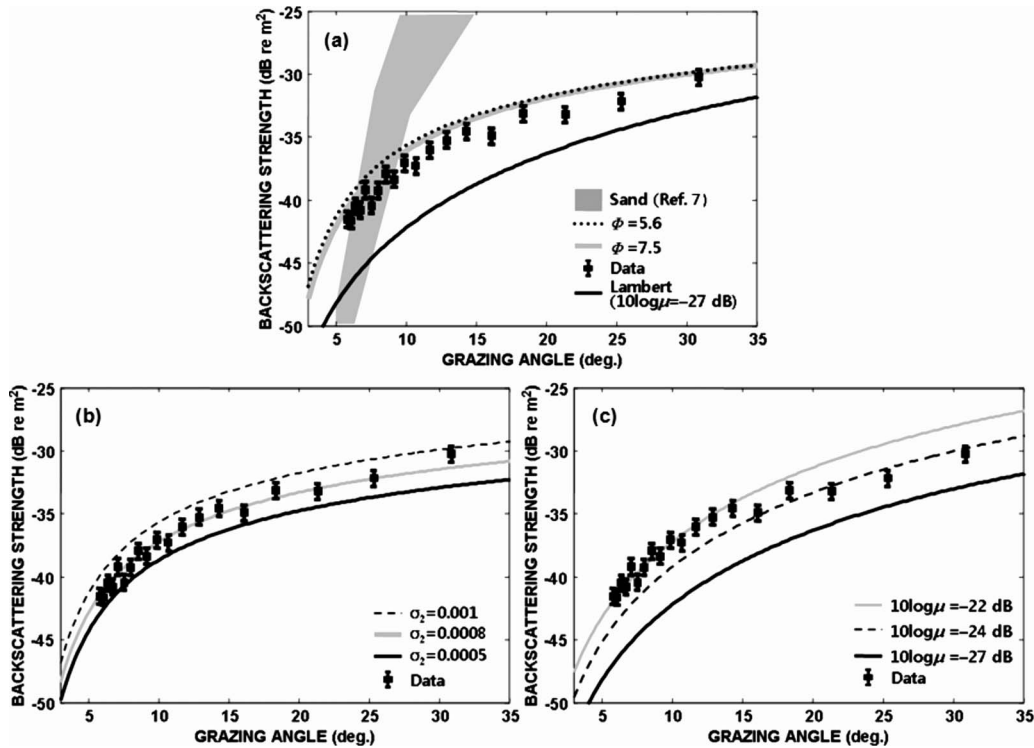 (a)
BACKSCATTERING STRENGTH (dB re m²)
-25
-30
-35
-40
-45
-50
Sand (Ref. 7)
ϕ=5.6
ϕ=7.5
Data
Lambert
(10logμ=−27 dB)
5 10 15 20 25 30 35
GRAZING ANGLE (deg.)
(b)
BACKSCATTERING STRENGTH (dB re m²)
-25
-30
-35
-40
-45
-50
σ₂=0.001
σ₂=0.0008
σ₂=0.0005
Data
5 10 15 20 25 30 35
GRAZING ANGLE (deg.)
(c)
BACKSCATTERING STRENGTH (dB re m²)
-25
-30
-35
-40
-45
-50
10logμ =−22 dB
10logμ =−24 dB
10logμ =−27 dB
Data
5 10 15 20 25 30 35
GRAZING ANGLE (deg.)